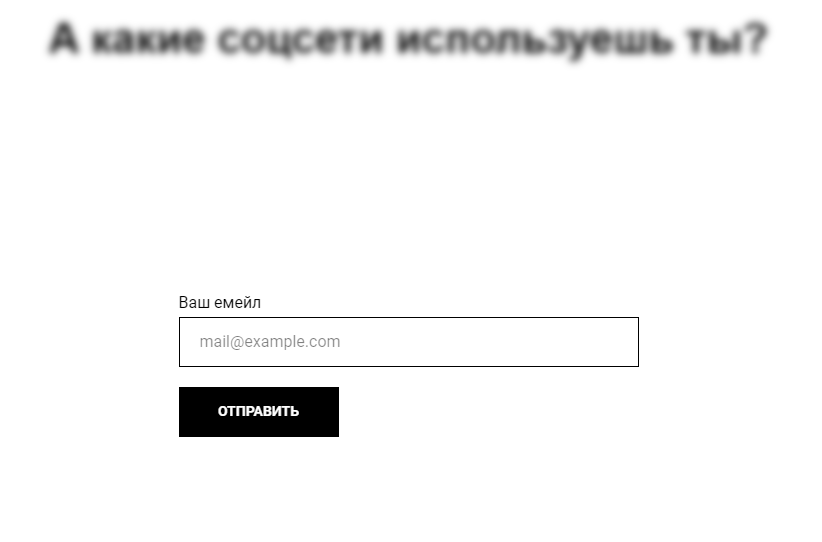 А какие соцсети используешь ты?
Ваш емейл
mail@example.com
ОТПРАВИТЬ